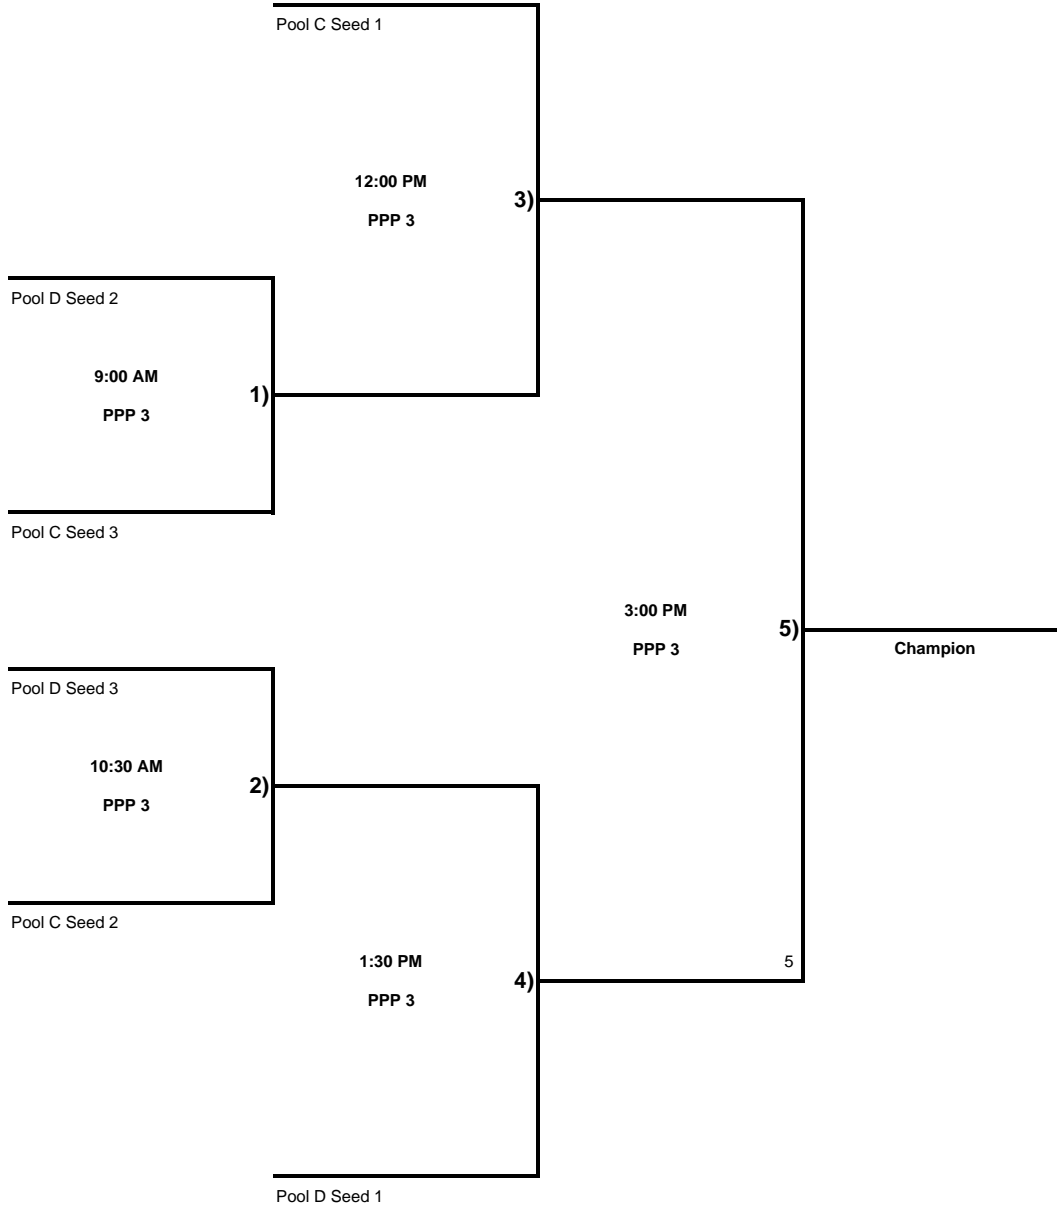 Pool C Seed 1
12:00 PM
3)
PPP 3
Pool D Seed 2
9:00 AM
1)
PPP 3
Pool C Seed 3
3:00 PM
5)
PPP 3
Champion
Pool D Seed 3
10:30 AM
2)
PPP 3
Pool C Seed 2
1:30 PM
5
4)
PPP 3
Pool D Seed 1